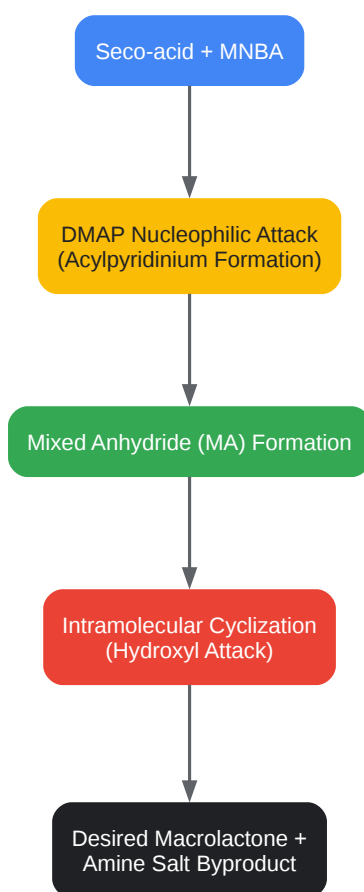 Seco-acid + MNBA
DMAP Nucleophilic Attack
(Acylpyridinium Formation)
Mixed Anhydride (MA) Formation
Intramolecular Cyclization
(Hydroxyl Attack)
Desired Macrolactone +
Amine Salt Byproduct